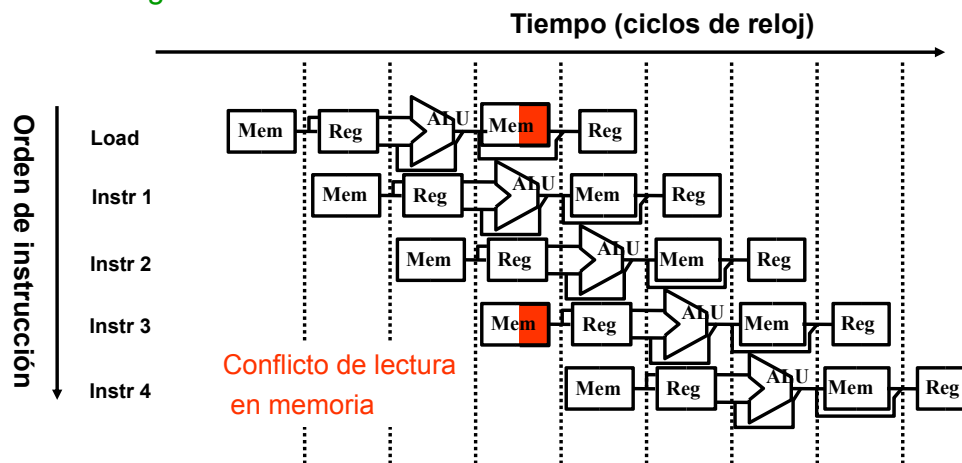 Tiempo (ciclos de reloj)
Orden de instrucción
Load Mem Reg ALU Mem Reg
Instr 1 Mem Reg ALU Mem Reg
Instr 2 Mem Reg ALU Mem Reg
Instr 3 Mem Reg ALU Mem Reg
Conflicto de lectura
en memoria
Instr 4 Mem Reg ALU Mem Reg